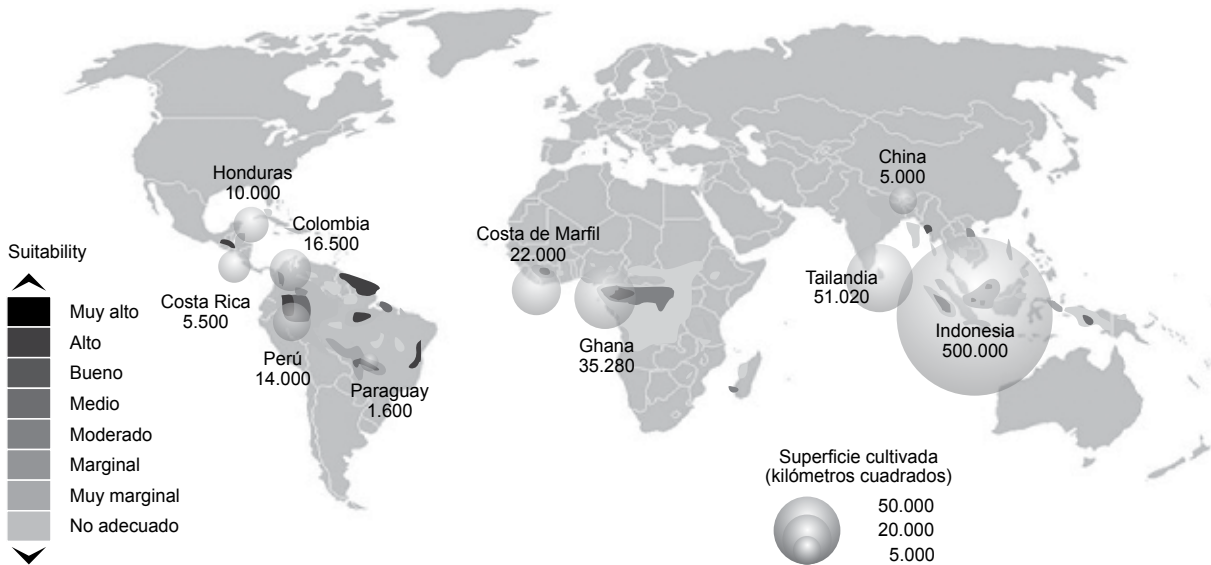 Honduras
10.000
Colombia
16.500
Costa Rica
5.500
Perú
14.000
Paraguay
1.600
Costa de Marfil
22.000
Ghana
35.280
China
5.000
Tailandia
51.020
Indonesia
500.000
Suitability
Muy alto
Alto
Bueno
Medio
Moderado
Marginal
Muy marginal
No adecuado
Superficie cultivada
(kilómetros cuadrados)
50.000
20.000
5.000